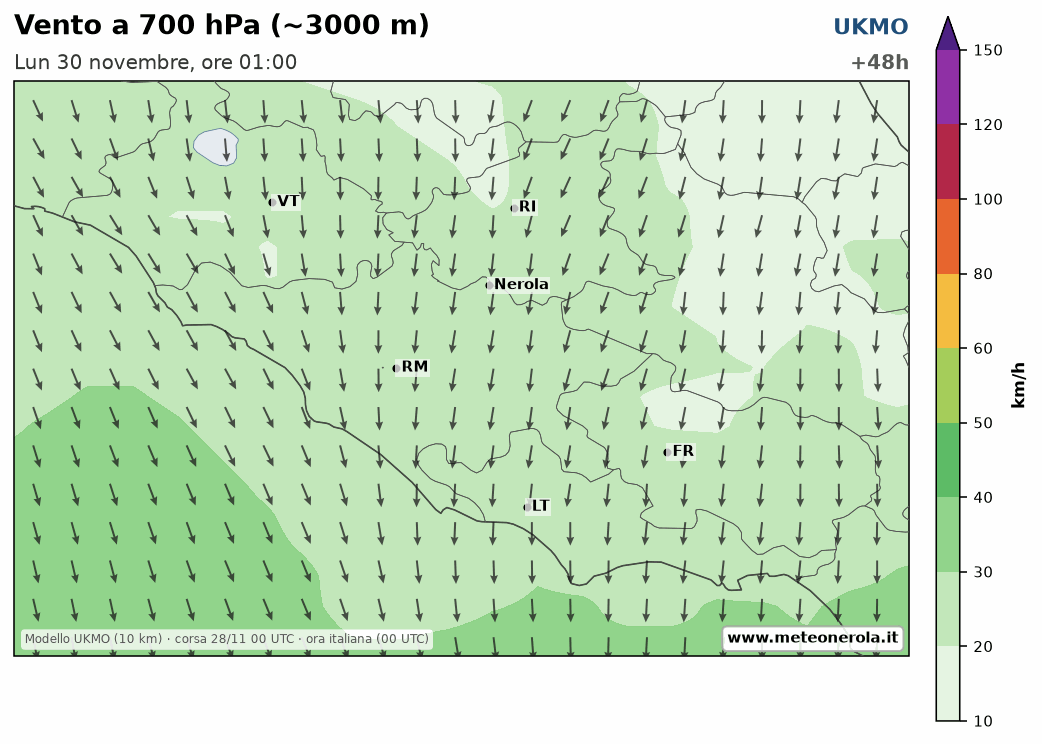 Vento a 700 hPa (~3000 m)
UKMO
Lun 30 novembre, ore 01:00
+48h
VT
RI
Nerola
RM
FR
LT
Modello UKMO (10 km) · corsa 28/11 00 UTC · ora italiana (00 UTC)
www.meteonerola.it
150
120
100
80
60
50
40
30
20
10
km/h